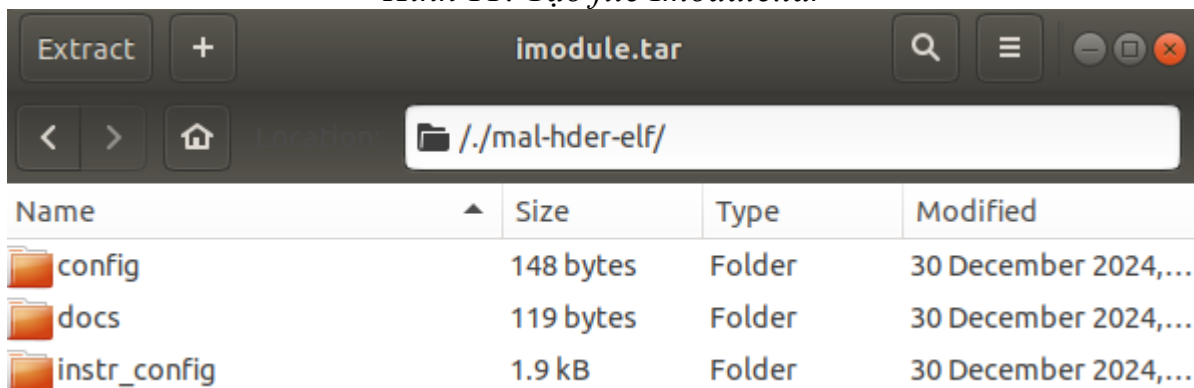 Extract + imodule.tar
Location: /./mal-hder-elf/
Name Size Type Modified
config 148 bytes Folder 30 December 2024,...
docs 119 bytes Folder 30 December 2024,...
instr_config 1.9 kB Folder 30 December 2024,...